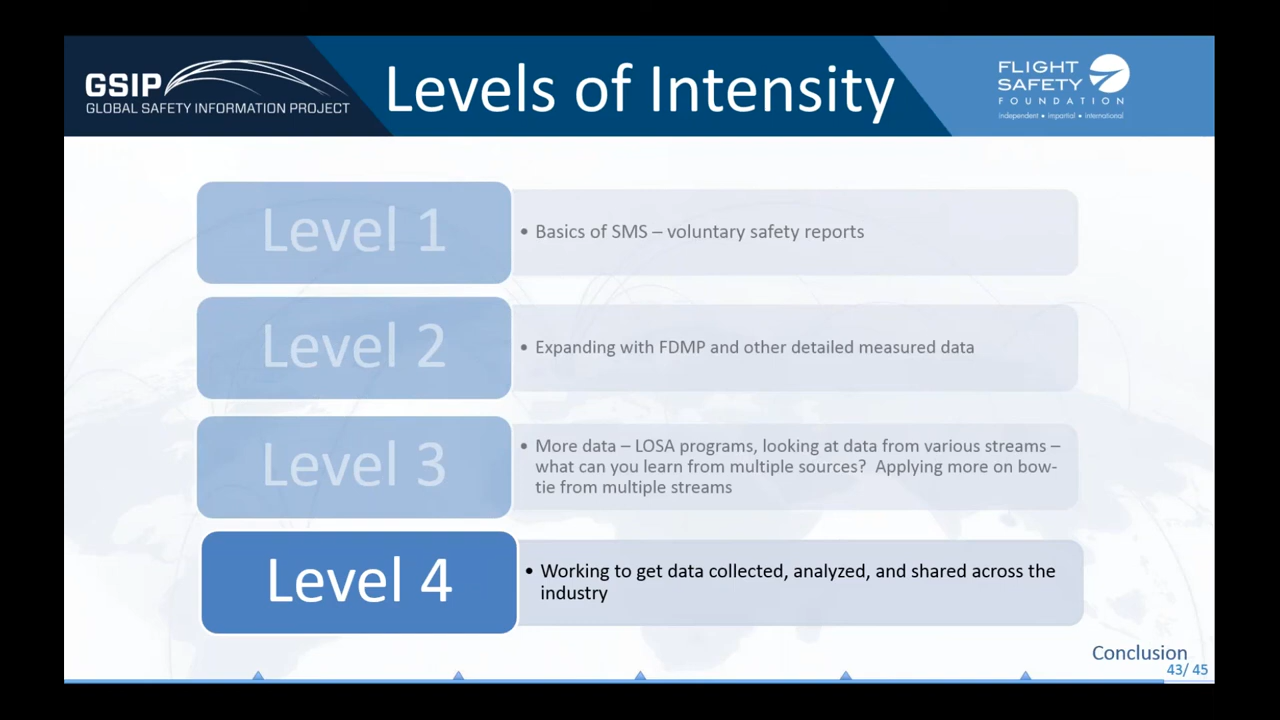 GSIP
GLOBAL SAFETY INFORMATION PROJECT
Levels of Intensity
FLIGHT
SAFETY
FOUNDATION
independent • impartial • international
Level 1
• Basics of SMS – voluntary safety reports
Level 2
• Expanding with FDMP and other detailed measured data
Level 3
• More data – LOSA programs, looking at data from various streams –
what can you learn from multiple sources? Applying more on bow-
tie from multiple streams
Level 4
• Working to get data collected, analyzed, and shared across the
industry
Conclusion
43/ 45